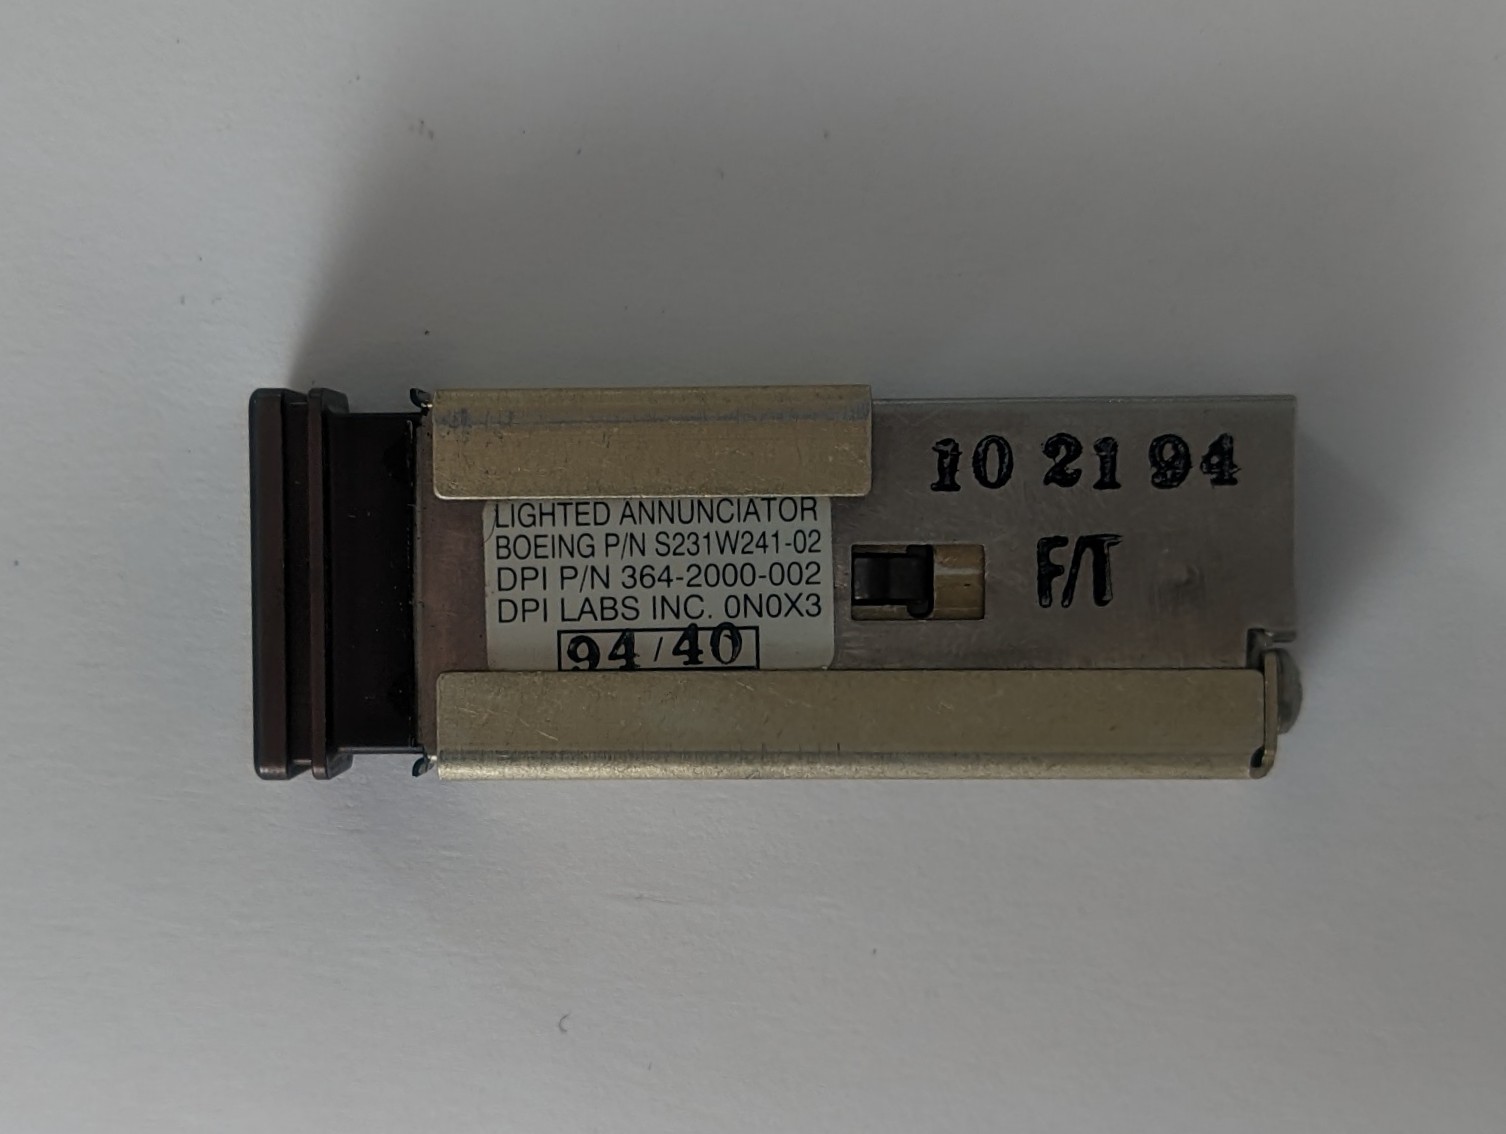 LIGHTED ANNUNCIATOR
BOEING P/N S231W241-02
DPI P/N 364-2000-002
DPI LABS INC. 0N0X3
94/40
10 21 94
F/T